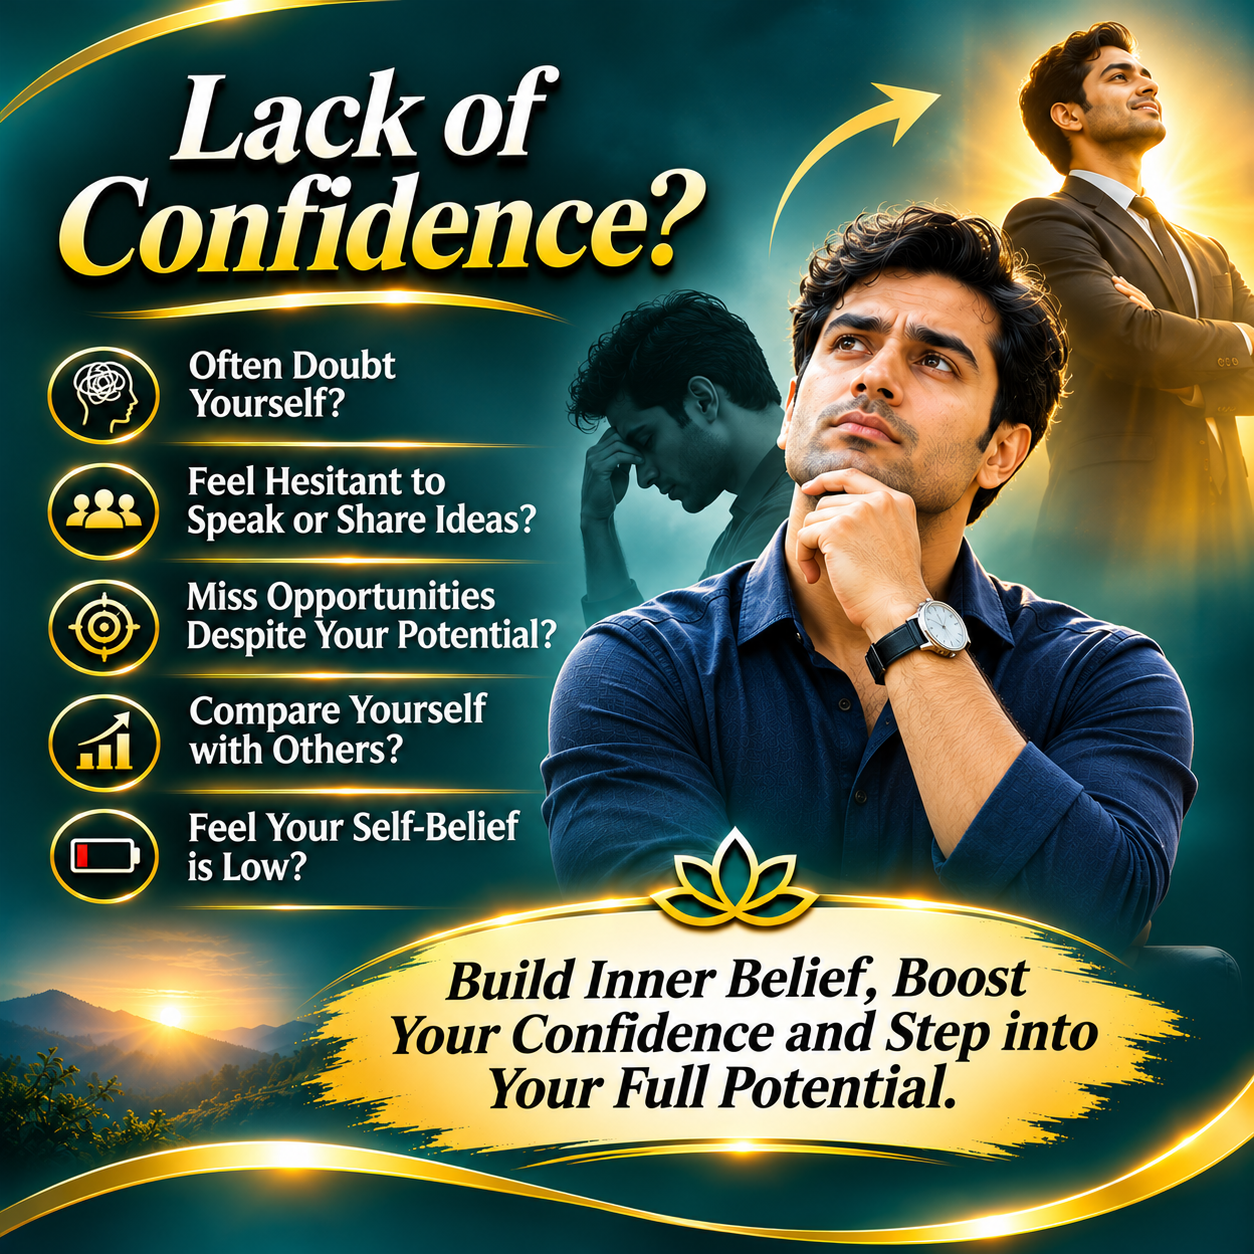 Lack of
Confidence?
Often Doubt
Yourself?
Feel Hesitant to
Speak or Share Ideas?
Miss Opportunities
Despite Your Potential?
Compare Yourself
with Others?
Feel Your Self-Belief
is Low?
Build Inner Belief, Boost
Your Confidence and Step into
Your Full Potential.